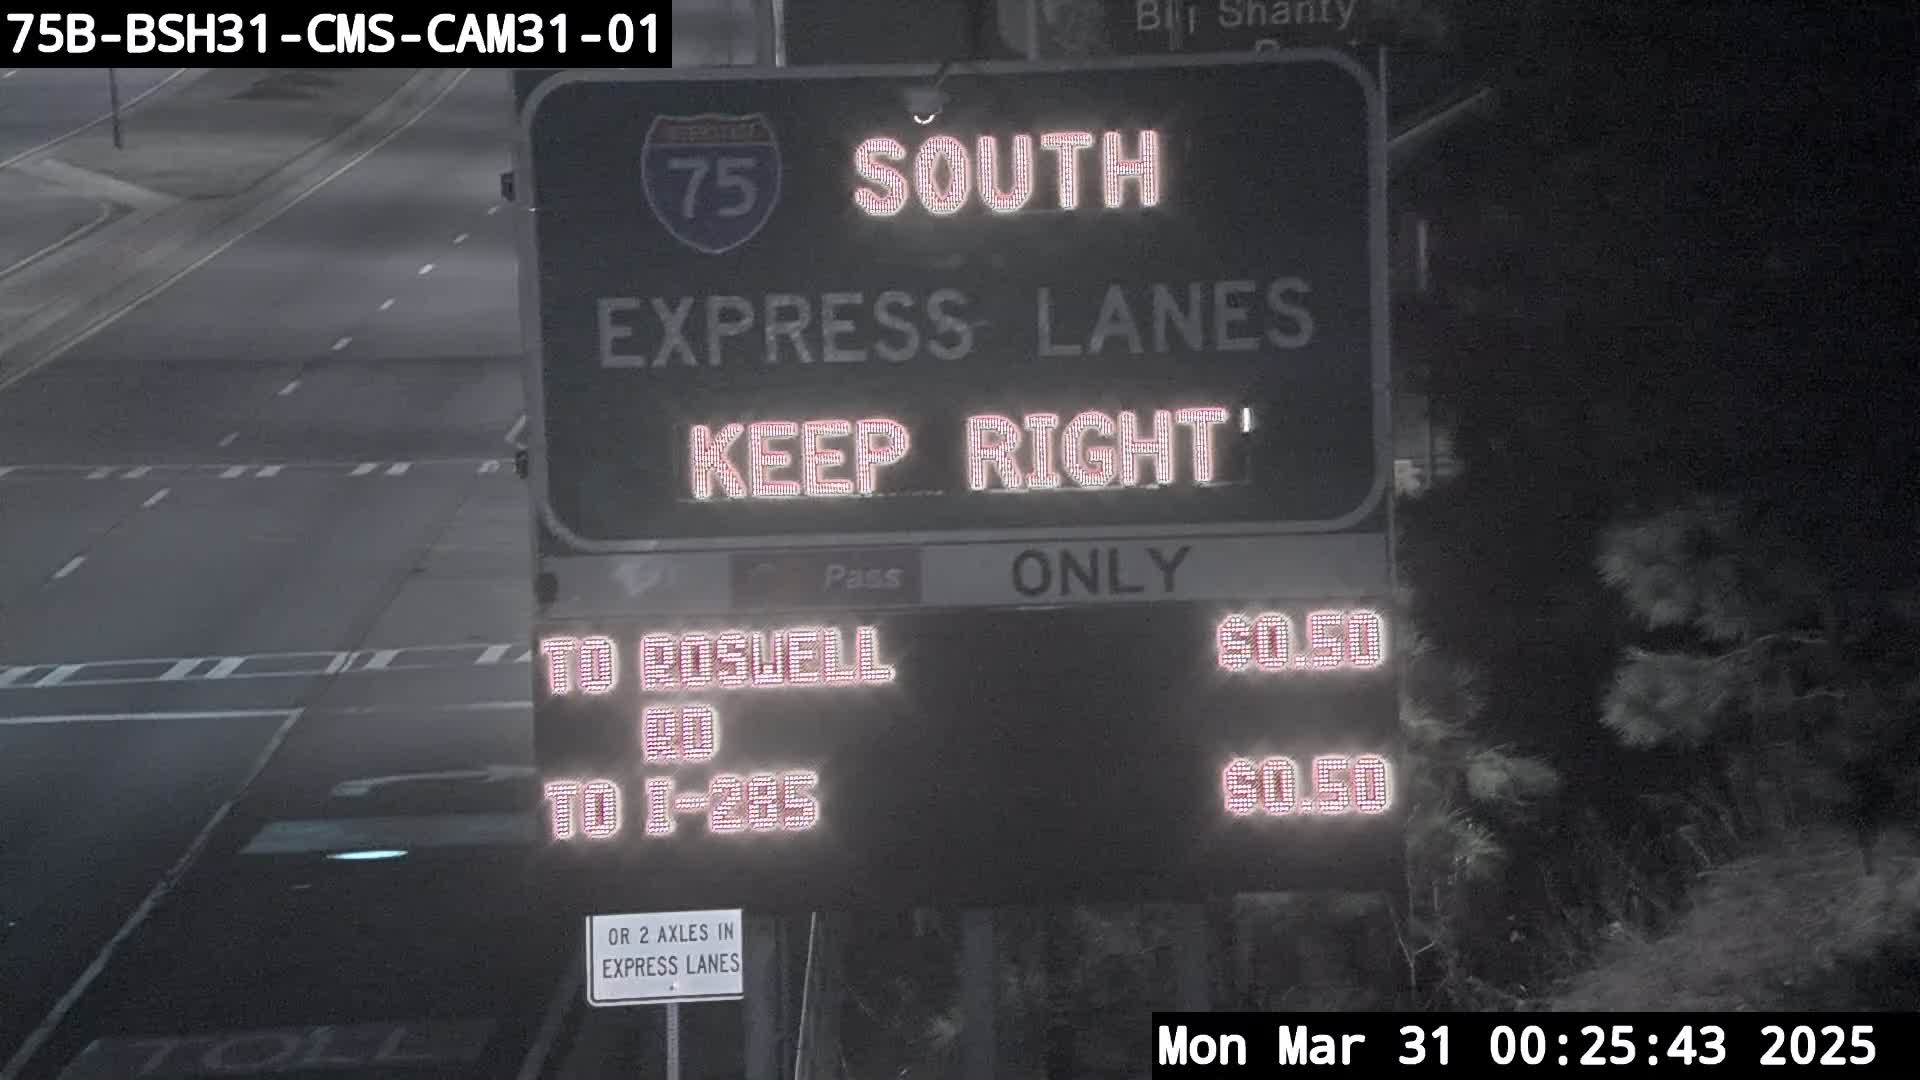 75B-BSH31-CMS-CAM31-01
Shanty
75
SOUTH
EXPRESS LANES
KEEP RIGHT
Pass ONLY
TO ROSWELL $0.50
RD
TO I-285 $0.50
OR 2 AXLES IN
EXPRESS LANES
TOLL
Mon Mar 31 00:25:43 2025